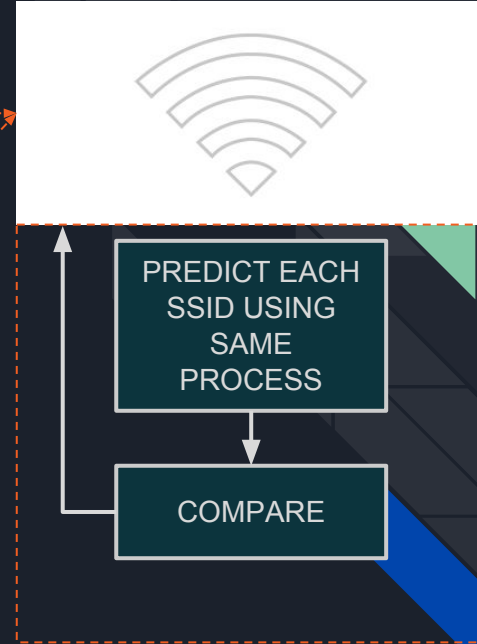 PREDICT EACH
SSID USING
SAME
PROCESS
COMPARE